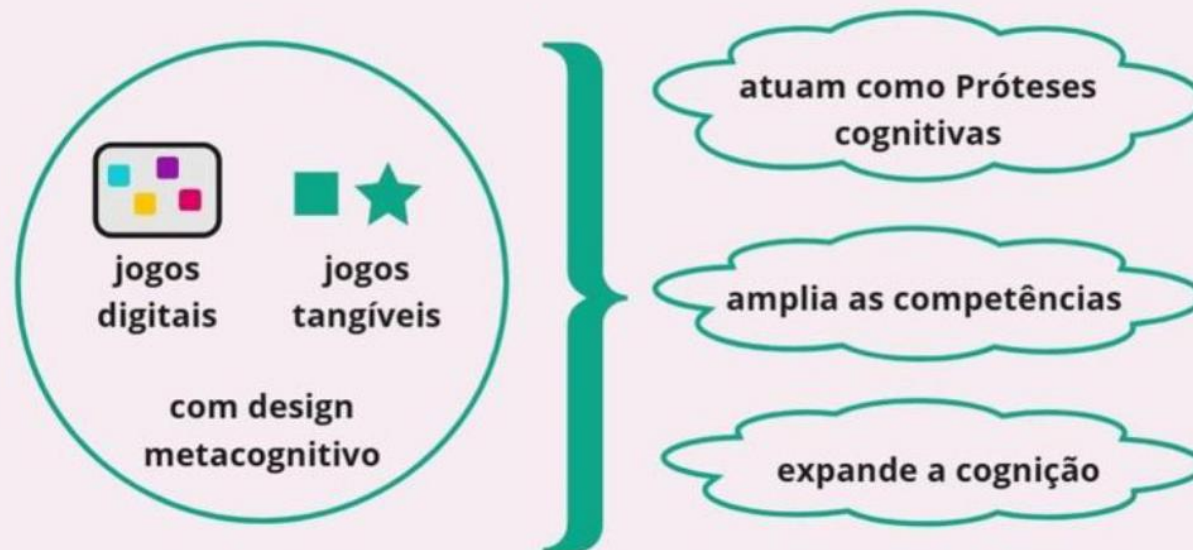 jogos
digitais
jogos
tangíveis
com design
metacognitivo
atuam como Próteses
cognitivas
amplia as competências
expande a cognição